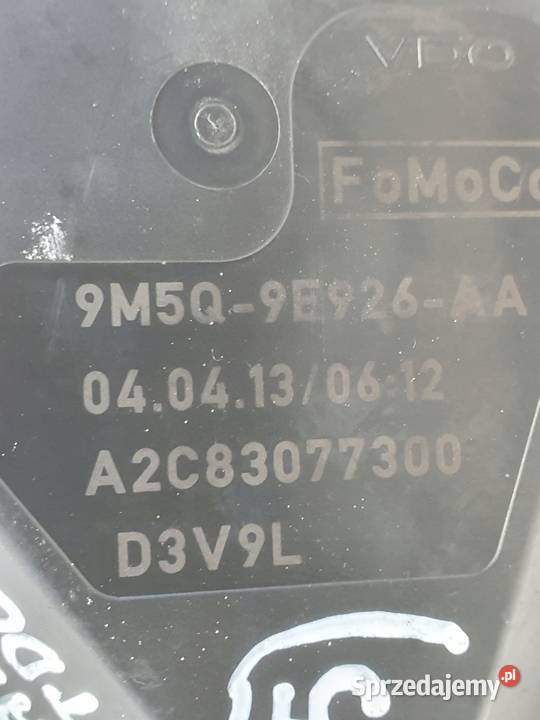 VDO
FoMoCo
9M5Q-9E926-AA
04.04.13/06:12
A2C83077300
D3V9L
Sprzedajemy.pl